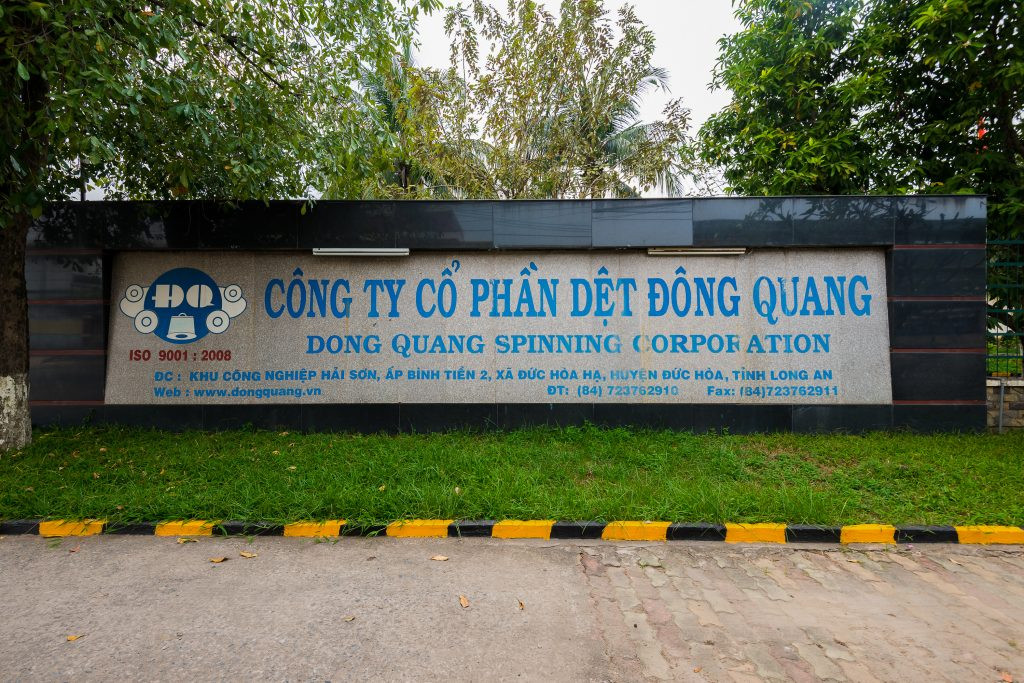 ĐQ
ISO 9001 : 2008
CÔNG TY CỔ PHẦN DỆT ĐÔNG QUANG
DONG QUANG SPINNING CORPORATION
ĐC : KHU CÔNG NGHIỆP HẢI SƠN, ẤP BÌNH TIỀN 2, XÃ ĐỨC HÒA HẠ, HUYỆN ĐỨC HÒA, TỈNH LONG AN
Web : www.dongquang.vn ĐT: (84) 723762910 Fax: (84)723762911